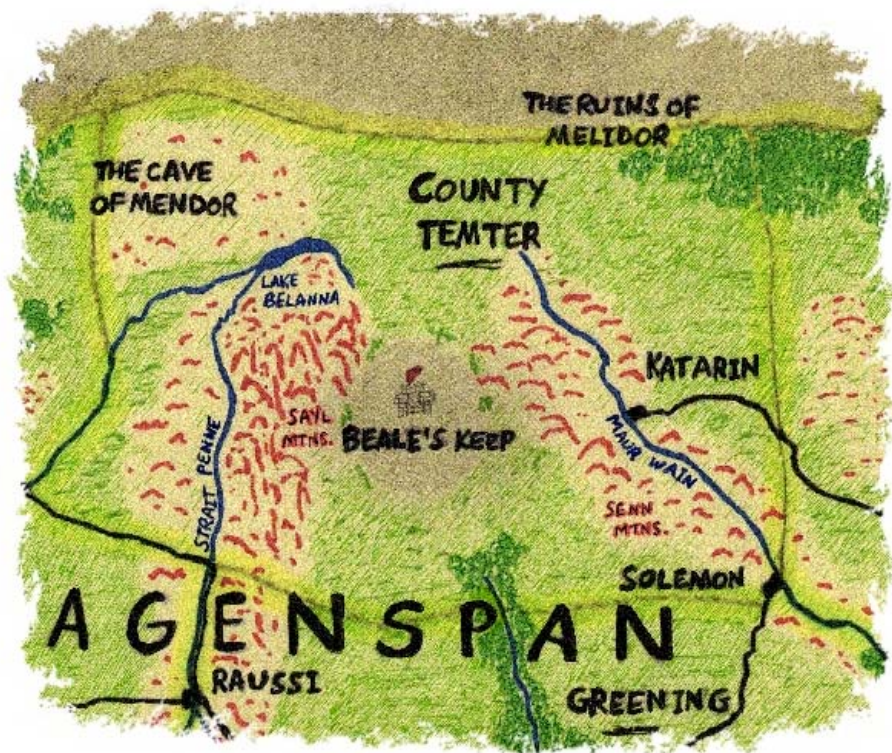 THE RUINS OF
MELIDOR
THE CAVE
OF MENDOR
COUNTY
TEMTER
LAKE
BELANNA
KATARIN
SAYL
MTNS.
BEALE'S KEEP
MAUR WAIN
STRAIT PENNE
SENN
MTNS.
SOLEMON
AGENSPAN
RAUSSI
GREENING